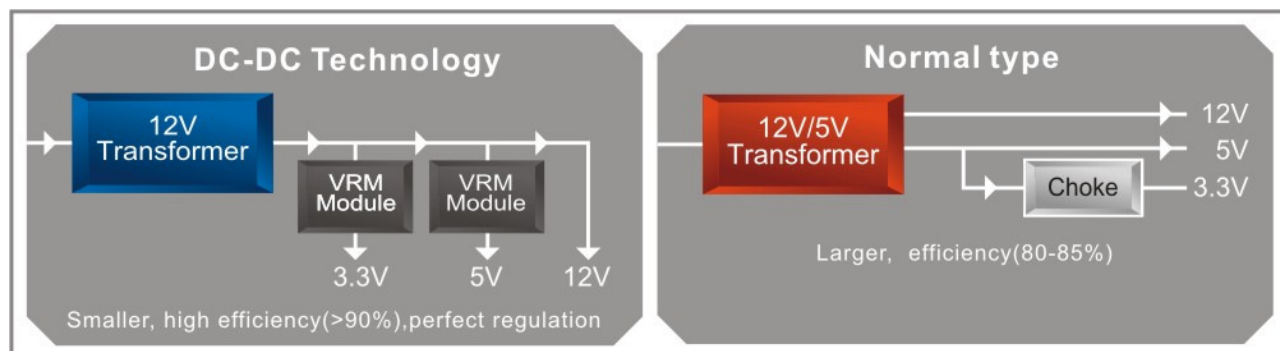 DC-DC Technology
12V
Transformer
VRM
Module
VRM
Module
3.3V
5V
12V
Smaller, high efficiency(>90%),perfect regulation
Normal type
12V/5V
Transformer
12V
5V
Choke
3.3V
Larger, efficiency(80-85%)